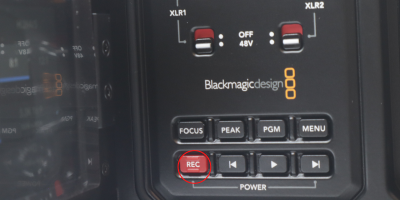 XLR1
XLR2
OFF
48V
Blackmagicdesign
FOCUS
PEAK
PGM
MENU
REC
POWER